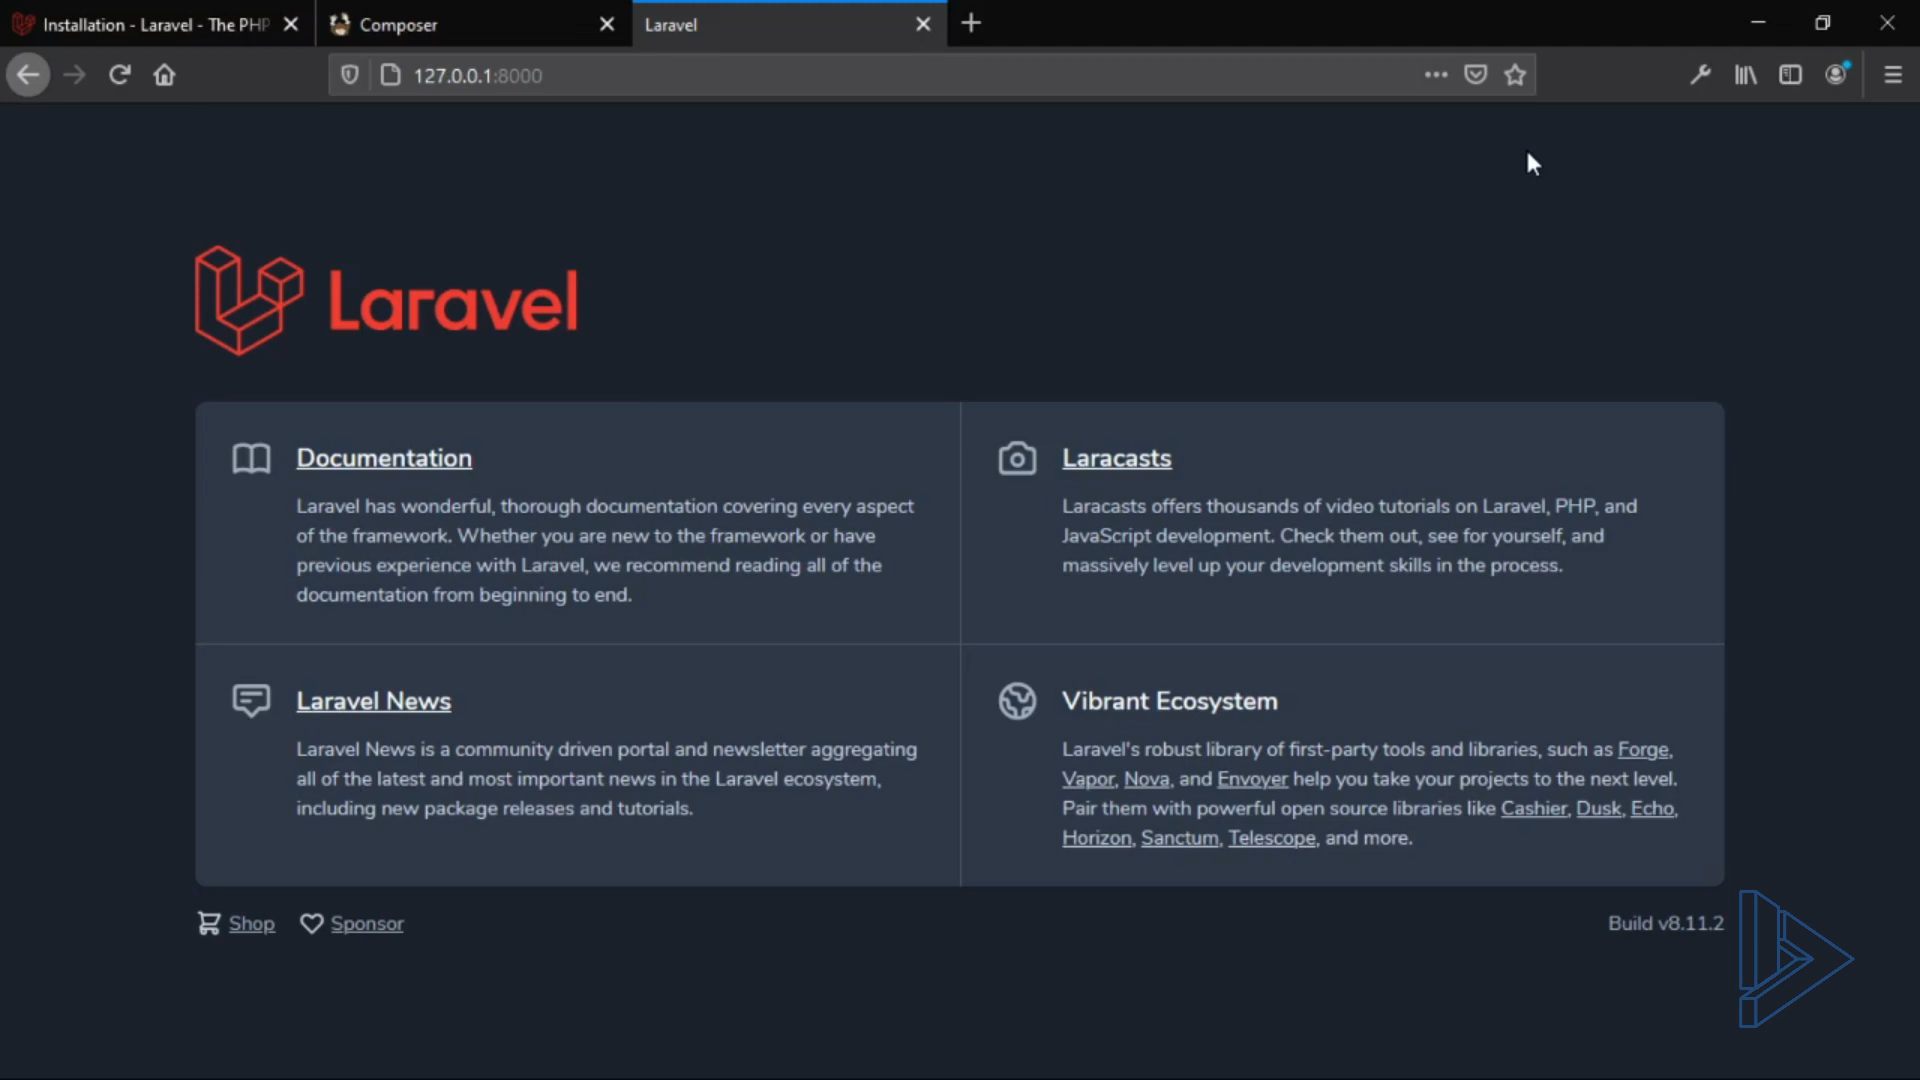 Installation - Laravel - The PHP
Composer
Laravel
127.0.0.1:8000
Laravel
Documentation
Laravel has wonderful, thorough documentation covering every aspect
of the framework. Whether you are new to the framework or have
previous experience with Laravel, we recommend reading all of the
documentation from beginning to end.
Laracasts
Laracasts offers thousands of video tutorials on Laravel, PHP, and
JavaScript development. Check them out, see for yourself, and
massively level up your development skills in the process.
Laravel News
Laravel News is a community driven portal and newsletter aggregating
all of the latest and most important news in the Laravel ecosystem,
including new package releases and tutorials.
Vibrant Ecosystem
Laravel's robust library of first-party tools and libraries, such as Forge,
Vapor, Nova, and Envoyer help you take your projects to the next level.
Pair them with powerful open source libraries like Cashier, Dusk, Echo,
Horizon, Sanctum, Telescope, and more.
Shop
Sponsor
Build v8.11.2